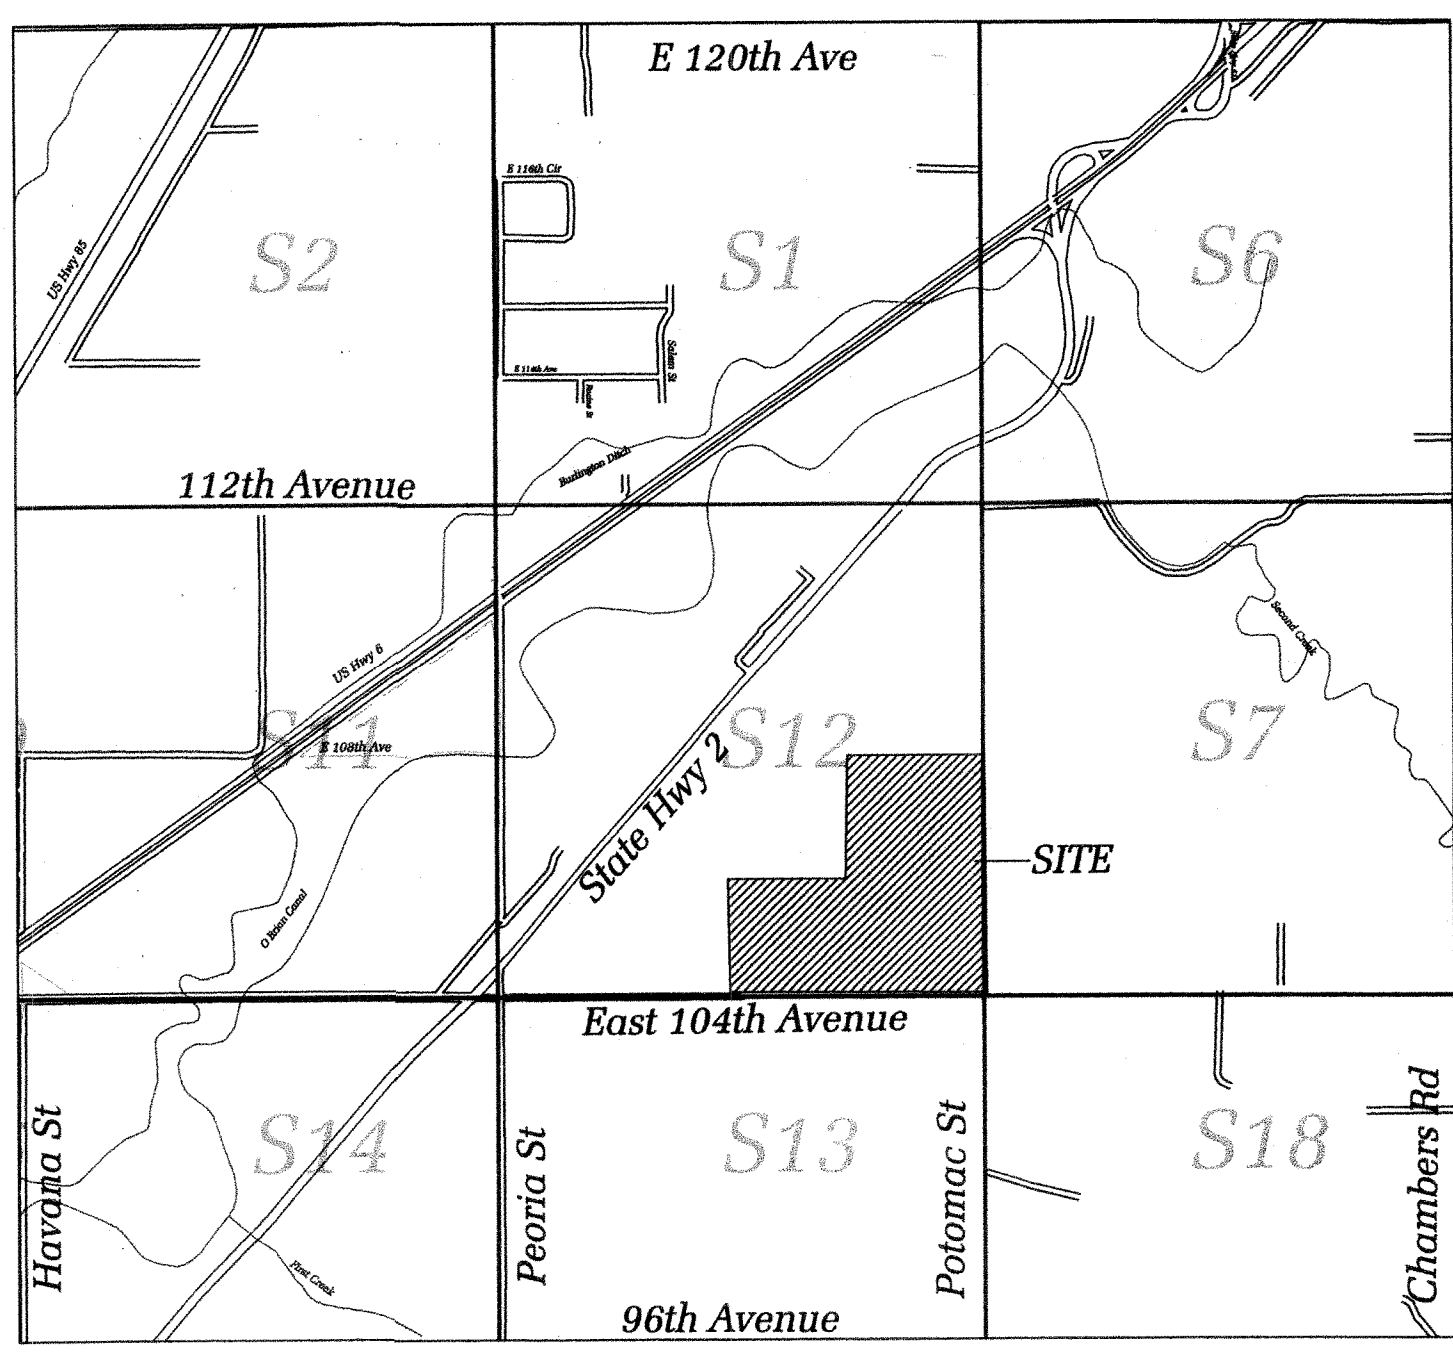 E 120th Ave
E 116th Cir
US Hwy 85
S2
S1
S6
Salem St
E 114th Ave
Burlington Ditch
112th Avenue
Second Creek
US Hwy 6
S11
E 108th Ave
S12
S7
State Hwy 2
SITE
O Brian Canal
East 104th Avenue
Havana St
S14
Peoria St
S13
Potomac St
S18
Chambers Rd
First Creek
96th Avenue